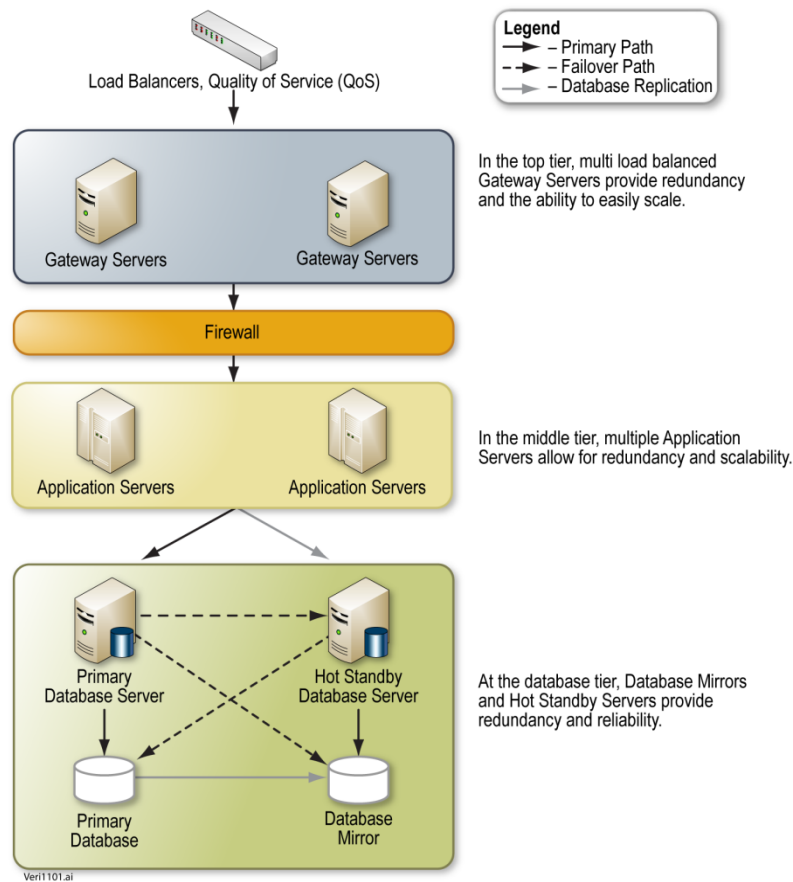 Legend
– Primary Path
– Failover Path
– Database Replication
Load Balancers, Quality of Service (QoS)
In the top tier, multi load balanced
Gateway Servers provide redundancy
and the ability to easily scale.
Gateway Servers
Gateway Servers
Firewall
In the middle tier, multiple Application
Servers allow for redundancy and scalability.
Application Servers
Application Servers
Primary
Database Server
Hot Standby
Database Server
At the database tier, Database Mirrors
and Hot Standby Servers provide
redundancy and reliability.
Primary
Database
Database
Mirror
Veri1101.ai